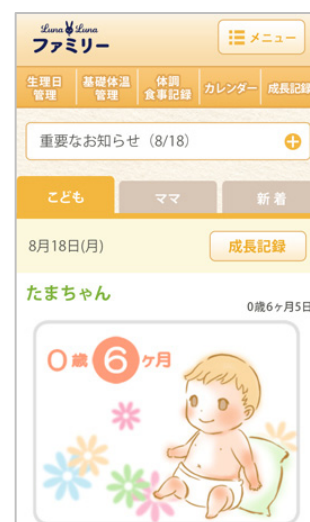 Luna Luna
ファミリー
メニュー
生理日
管理
基礎体温
管理
体調
食事記録
カレンダー
成長記録
重要なお知らせ（8/18）
こども
ママ
新着
8月18日(月)
成長記録
たまちゃん
0歳6ヶ月5日
0歳6ヶ月